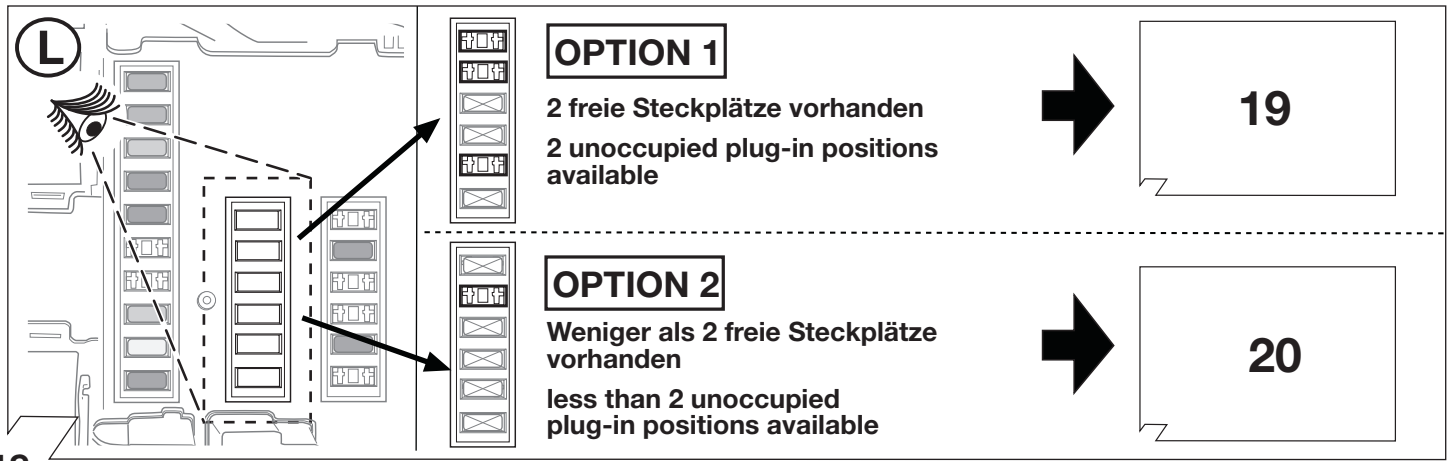 L
OPTION 1
2 freie Steckplätze vorhanden
2 unoccupied plug-in positions
available
19
OPTION 2
Weniger als 2 freie Steckplätze
vorhanden
less than 2 unoccupied
plug-in positions available
20